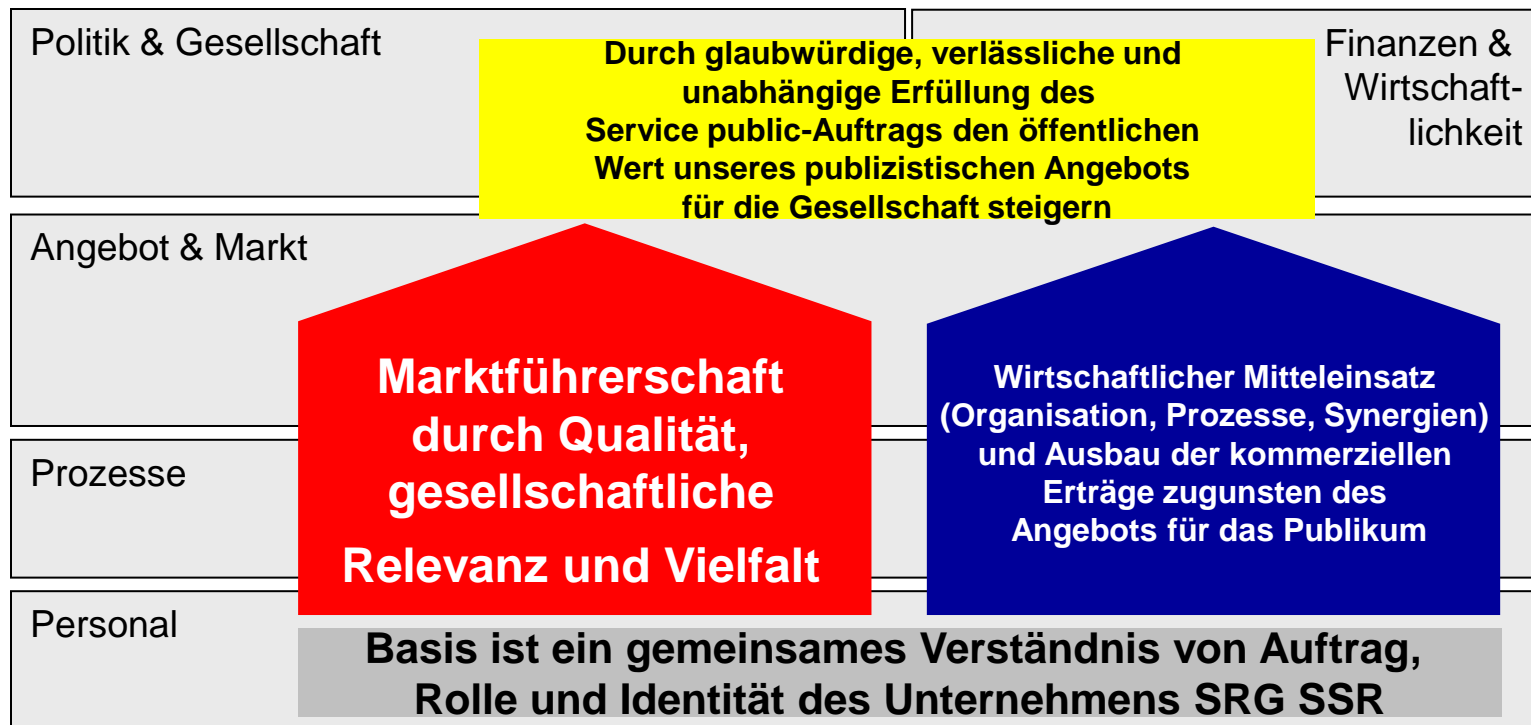 Politik & Gesellschaft
Finanzen &
Wirtschaft-
lichkeit
Durch glaubwürdige, verlässliche und
unabhängige Erfüllung des
Service public-Auftrags den öffentlichen
Wert unseres publizistischen Angebots
für die Gesellschaft steigern
Angebot & Markt
Marktführerschaft
durch Qualität,
gesellschaftliche
Relevanz und Vielfalt
Wirtschaftlicher Mitteleinsatz
(Organisation, Prozesse, Synergien)
und Ausbau der kommerziellen
Erträge zugunsten des
Angebots für das Publikum
Prozesse
Personal
Basis ist ein gemeinsames Verständnis von Auftrag,
Rolle und Identität des Unternehmens SRG SSR